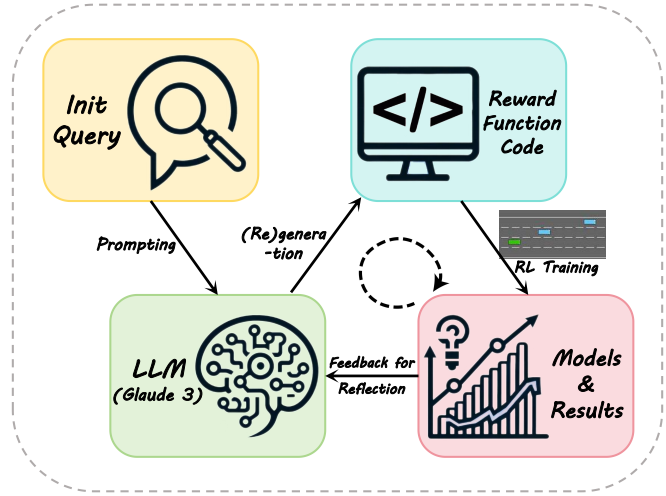 Init
Query
</>
Reward
Function
Code
Prompting
(Re)genera
-tion
RL Training
LLM
(Glaude 3)
Feedback for
Reflection
Models
&
Results